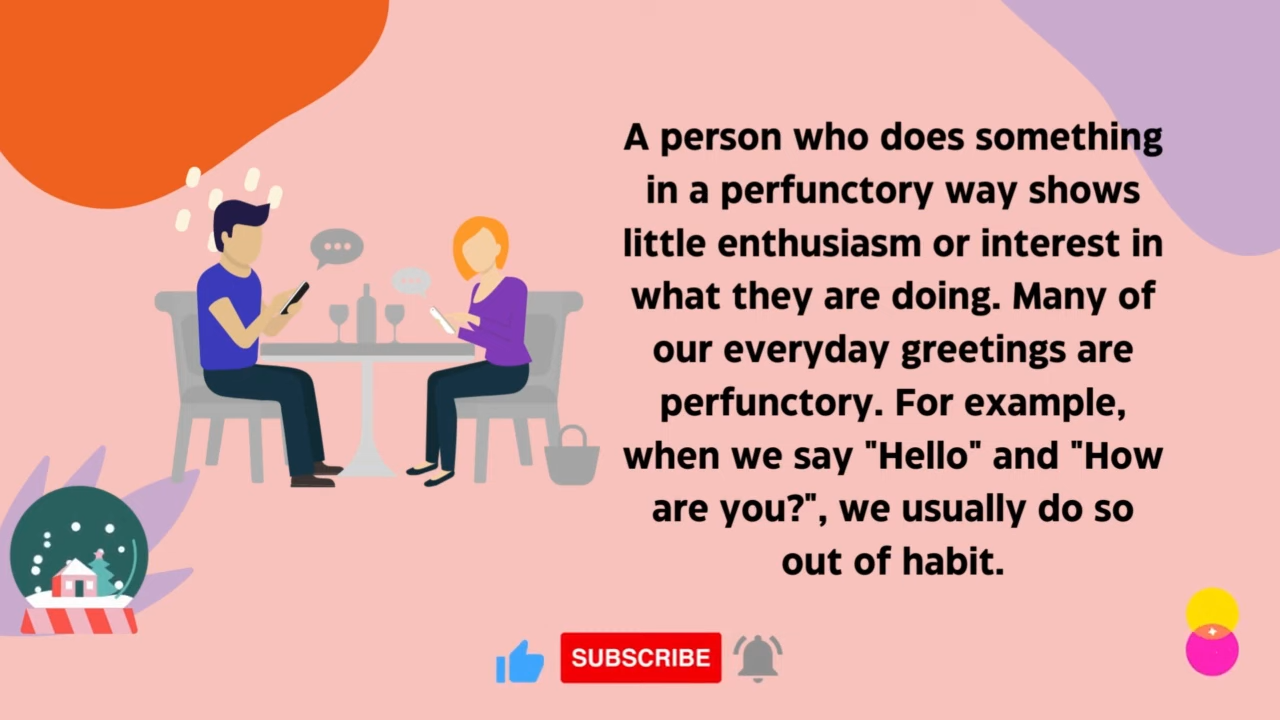 A person who does something
in a perfunctory way shows
little enthusiasm or interest in
what they are doing. Many of
our everyday greetings are
perfunctory. For example,
when we say "Hello" and "How
are you?", we usually do so
out of habit.
SUBSCRIBE